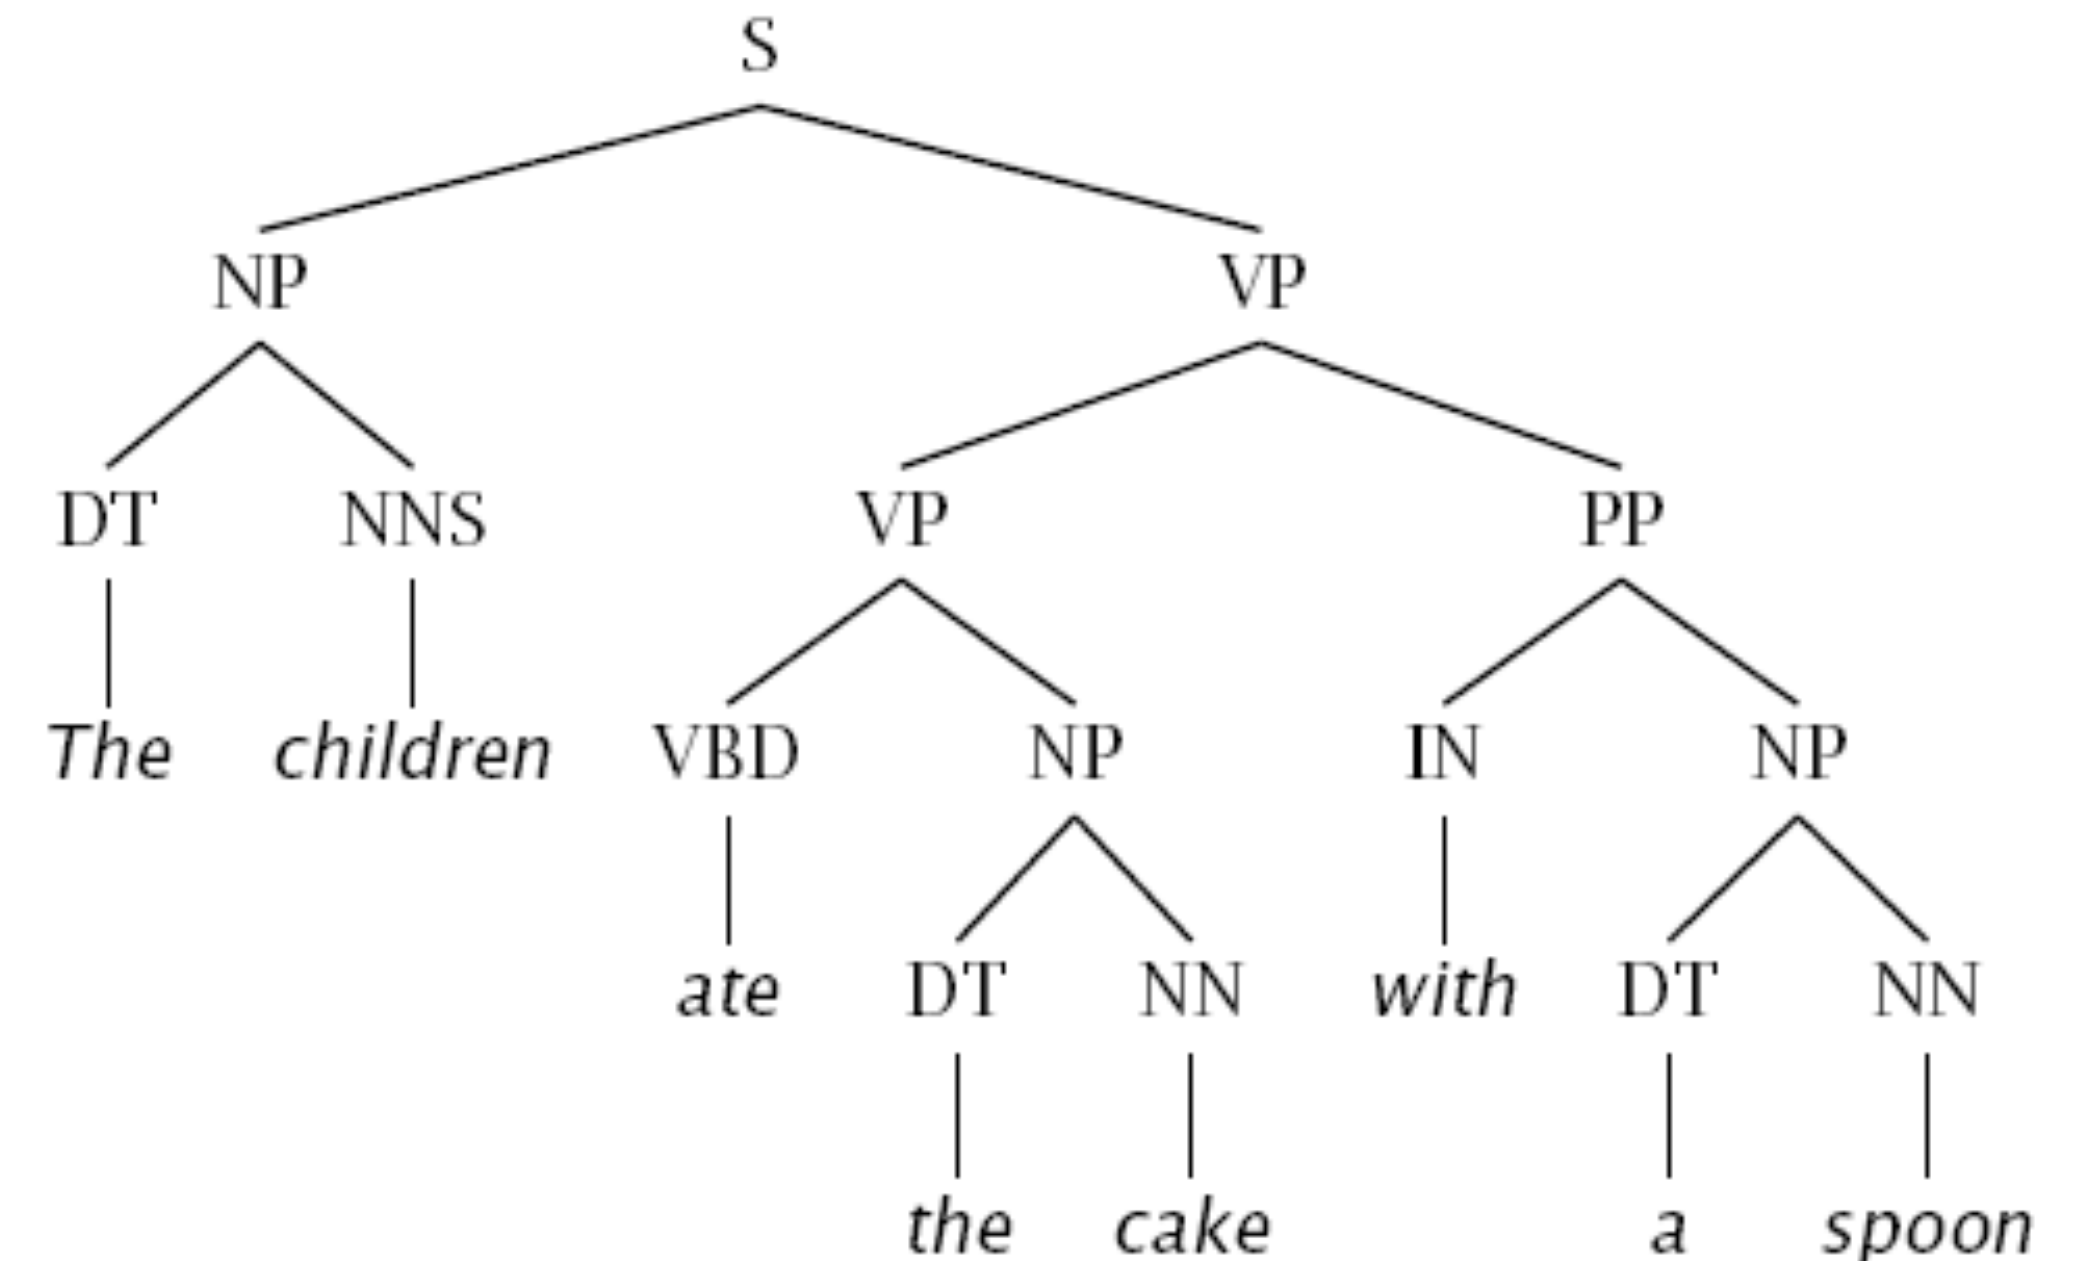 S
NP VP
DT NNS VP PP
The children VBD NP IN NP
ate DT NN with DT NN
the cake a spoon